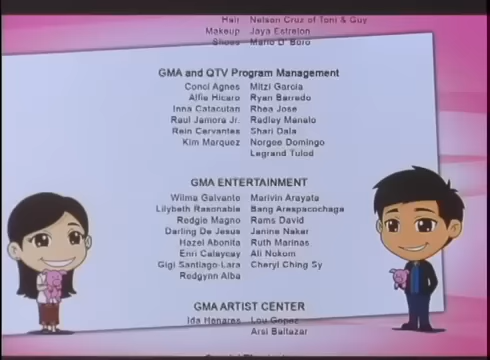 Hair Nelson Cruz of Toni & Guy
Makeup Jaya Estrelon
Shoes Mario D' Boro
GMA and QTV Program Management
Conci Agnes Mitzi Garcia
Alfie Hicaro Ryan Barredo
Inna Catacutan Rhea Jose
Raul Jamora Jr. Radley Manalo
Rein Cervantes Shari Dala
Kim Marquez Norgee Domingo
Legrand Tulod
GMA ENTERTAINMENT
Wilma Galvante Marivin Arayata
Lilybeth Rasonable Bang Arespacochaga
Redgie Magno Rams David
Darling De Jesus Janine Nakar
Hazel Abonita Ruth Marinas
Enri Calaycay Ali Nokom
Gigi Santiago-Lara Cheryl Ching Sy
Redgynn Alba
GMA ARTIST CENTER
Ida Henares Lou Gopez
Arsi Baltazar